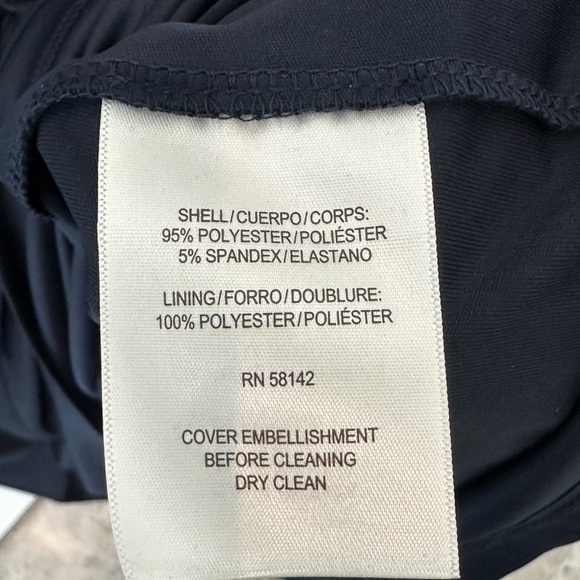 SHELL/CUERPO/CORPS:
95% POLYESTER/POLIÉSTER
5% SPANDEX/ELASTANO
LINING/FORRO/DOUBLURE:
100% POLYESTER/POLIÉSTER
RN 58142
COVER EMBELLISHMENT
BEFORE CLEANING
DRY CLEAN